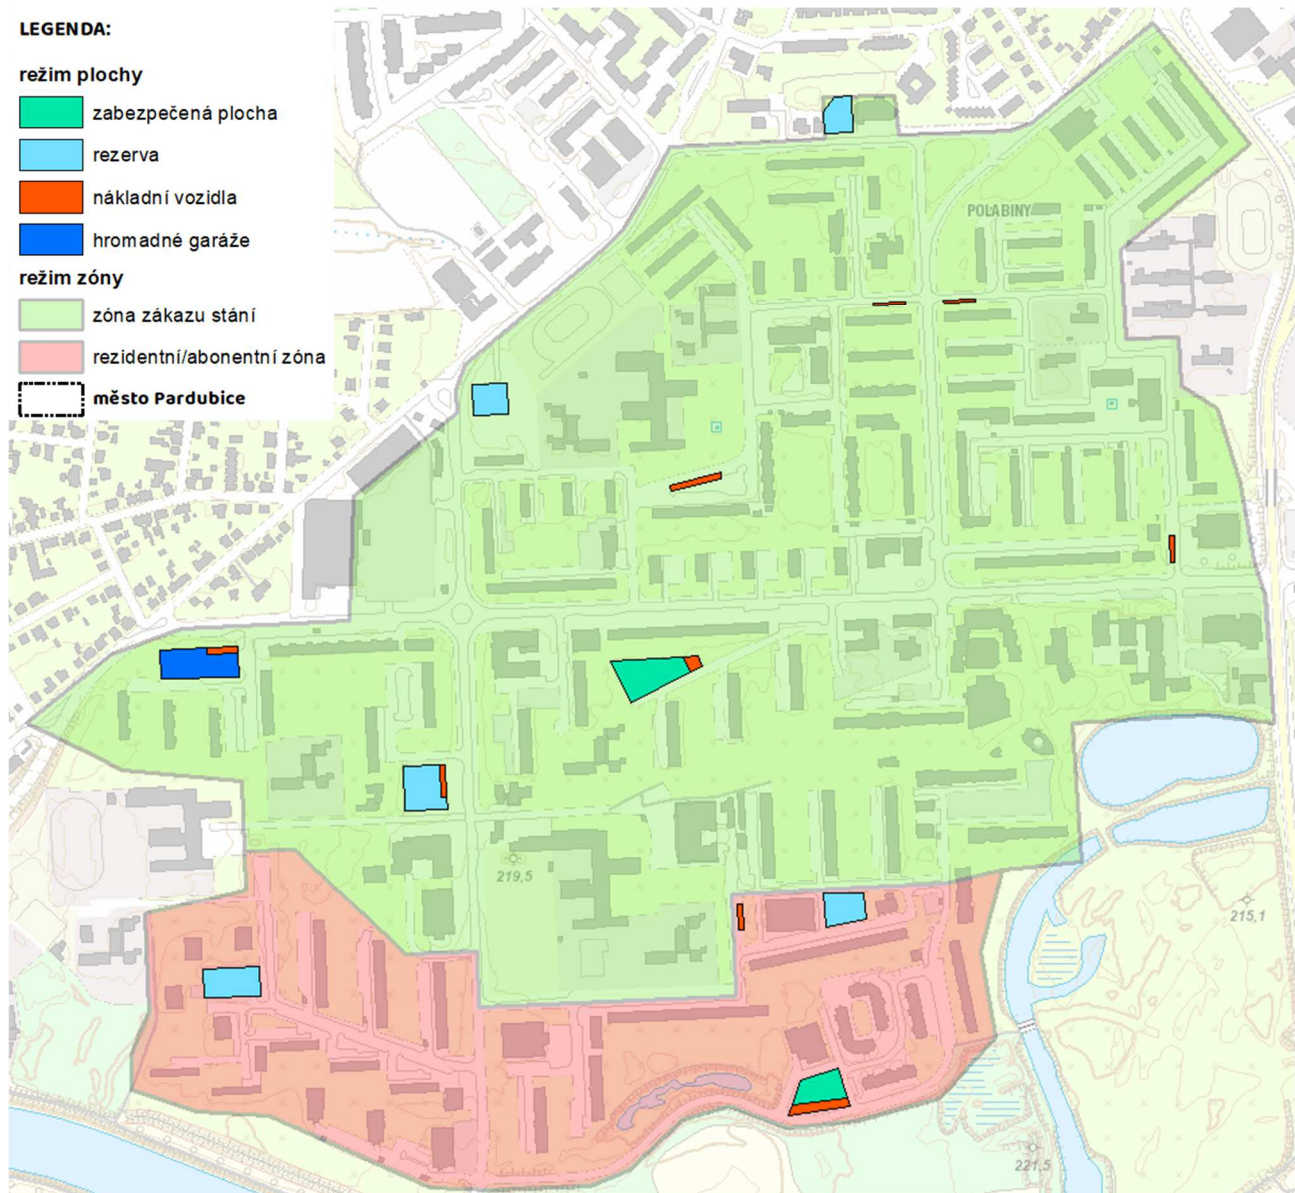 LEGENDA:
režim plochy
zabezpečená plocha
rezerva
nákladní vozidla
hromadné garáže
režim zóny
zóna zákazu stání
rezidentní/abonentní zóna
město Pardubice
POLABINY
219,5
215,1
221,5